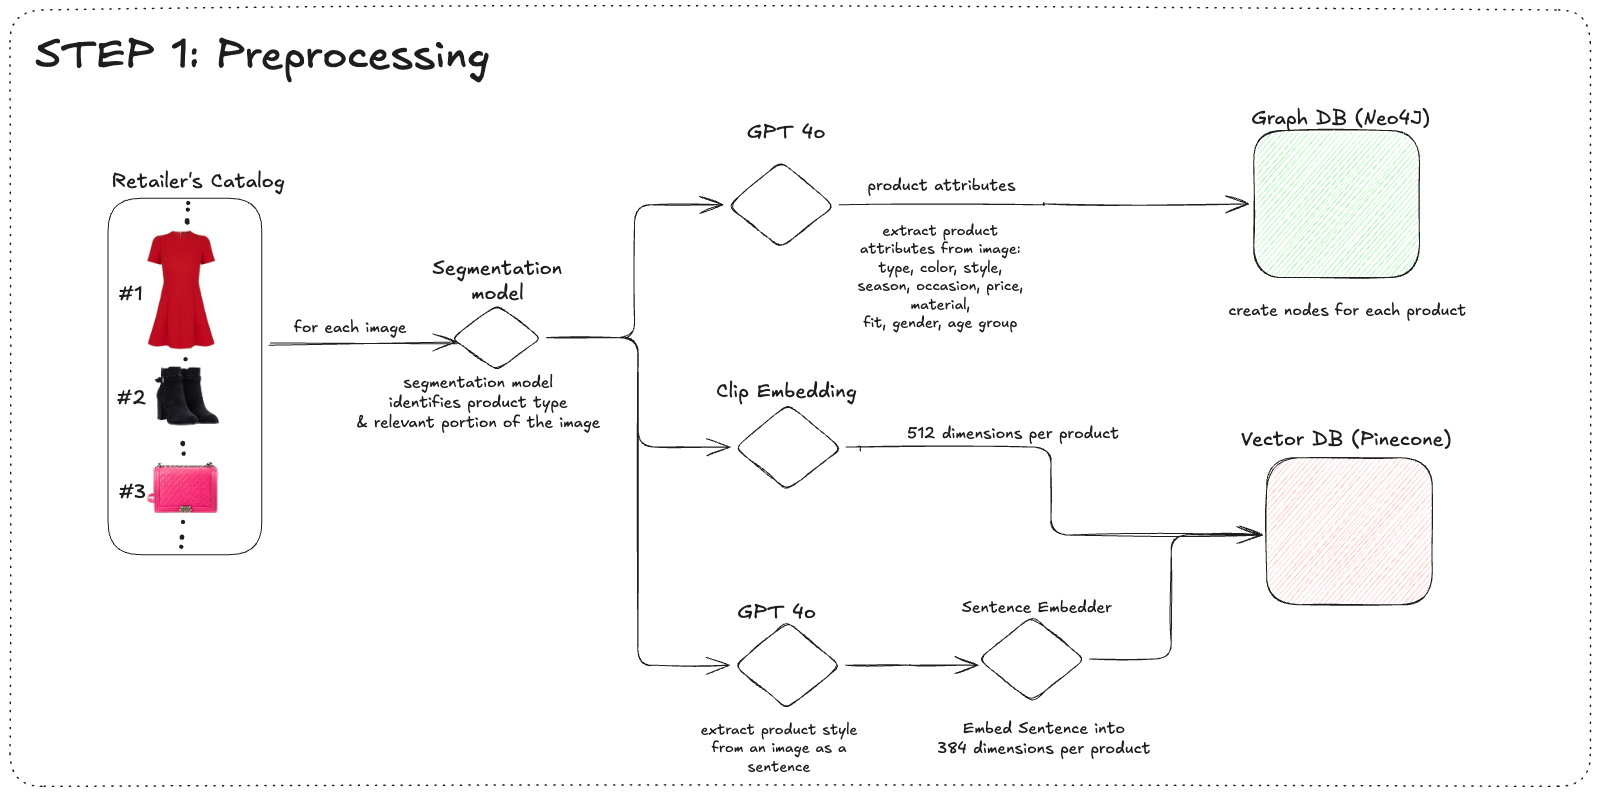 STEP 1: Preprocessing
Retailer's Catalog
#1
#2
#3
for each image
Segmentation
model
segmentation model
identifies product type
& relevant portion of the image
GPT 4o
product attributes
extract product
attributes from image:
type, color, style,
season, occasion, price,
material,
fit, gender, age group
Graph DB (Neo4J)
create nodes for each product
Clip Embedding
512 dimensions per product
Vector DB (Pinecone)
GPT 4o
extract product style
from an image as a
sentence
Sentence Embedder
Embed Sentence into
384 dimensions per product